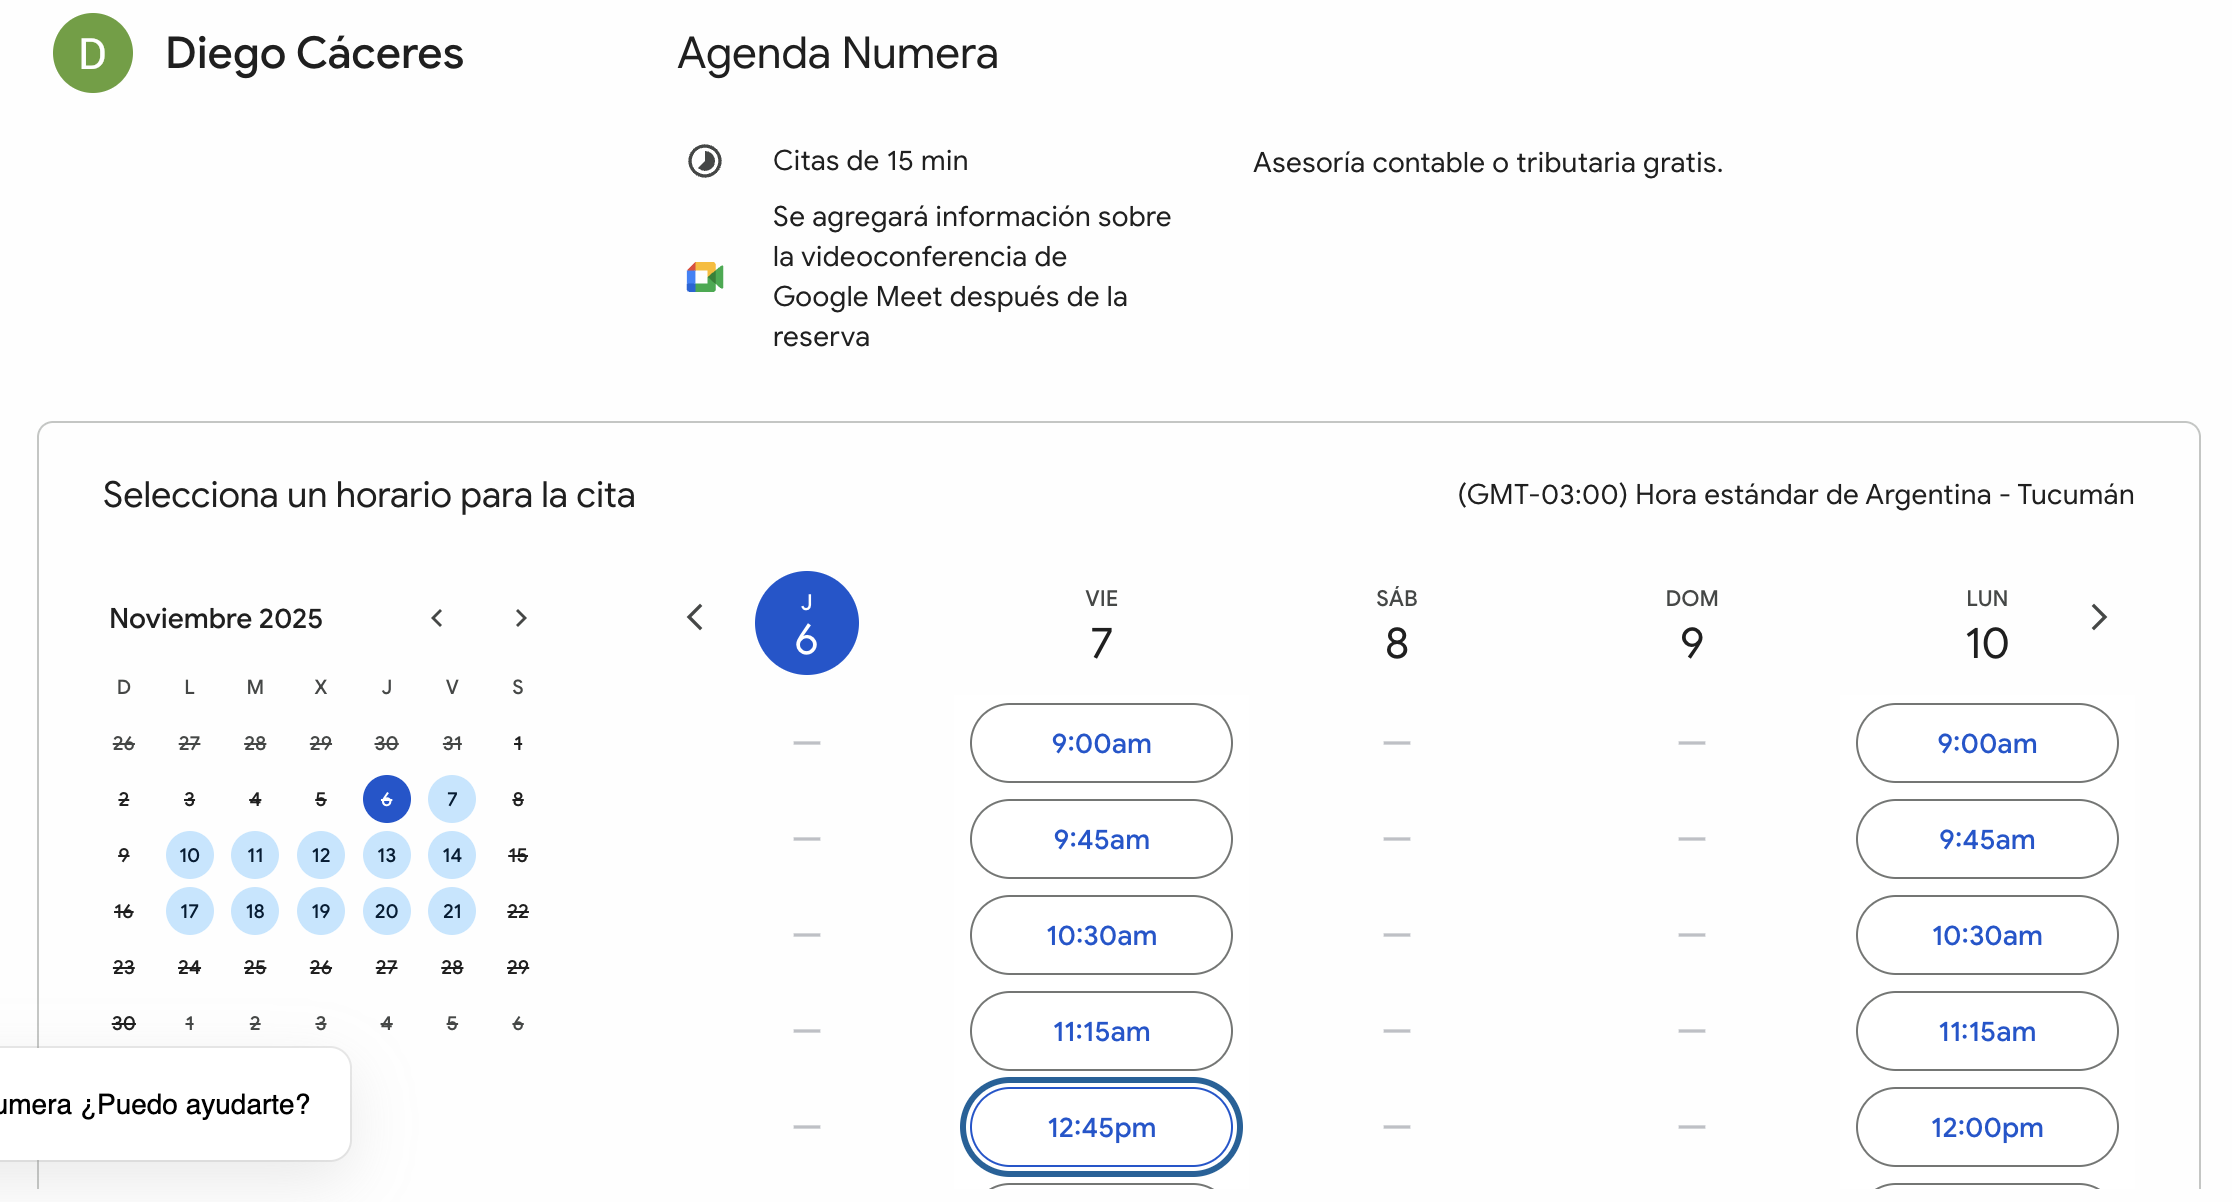 D
Diego Cáceres
Agenda Numera
Citas de 15 min
Se agregará información sobre
la videoconferencia de
Google Meet después de la
reserva
Asesoría contable o tributaria gratis.
Selecciona un horario para la cita
(GMT-03:00) Hora estándar de Argentina - Tucumán
Noviembre 2025
D L M X J V S
26 27 28 29 30 31 1
2 3 4 5 6 7 8
9 10 11 12 13 14 15
16 17 18 19 20 21 22
23 24 25 26 27 28 29
30 1 2 3 4 5 6
J VIE SÁB DOM LUN
6 7 8 9 10
9:00am 9:00am
9:45am 9:45am
10:30am 10:30am
11:15am 11:15am
12:45pm 12:00pm
¿Puedo ayudarte?